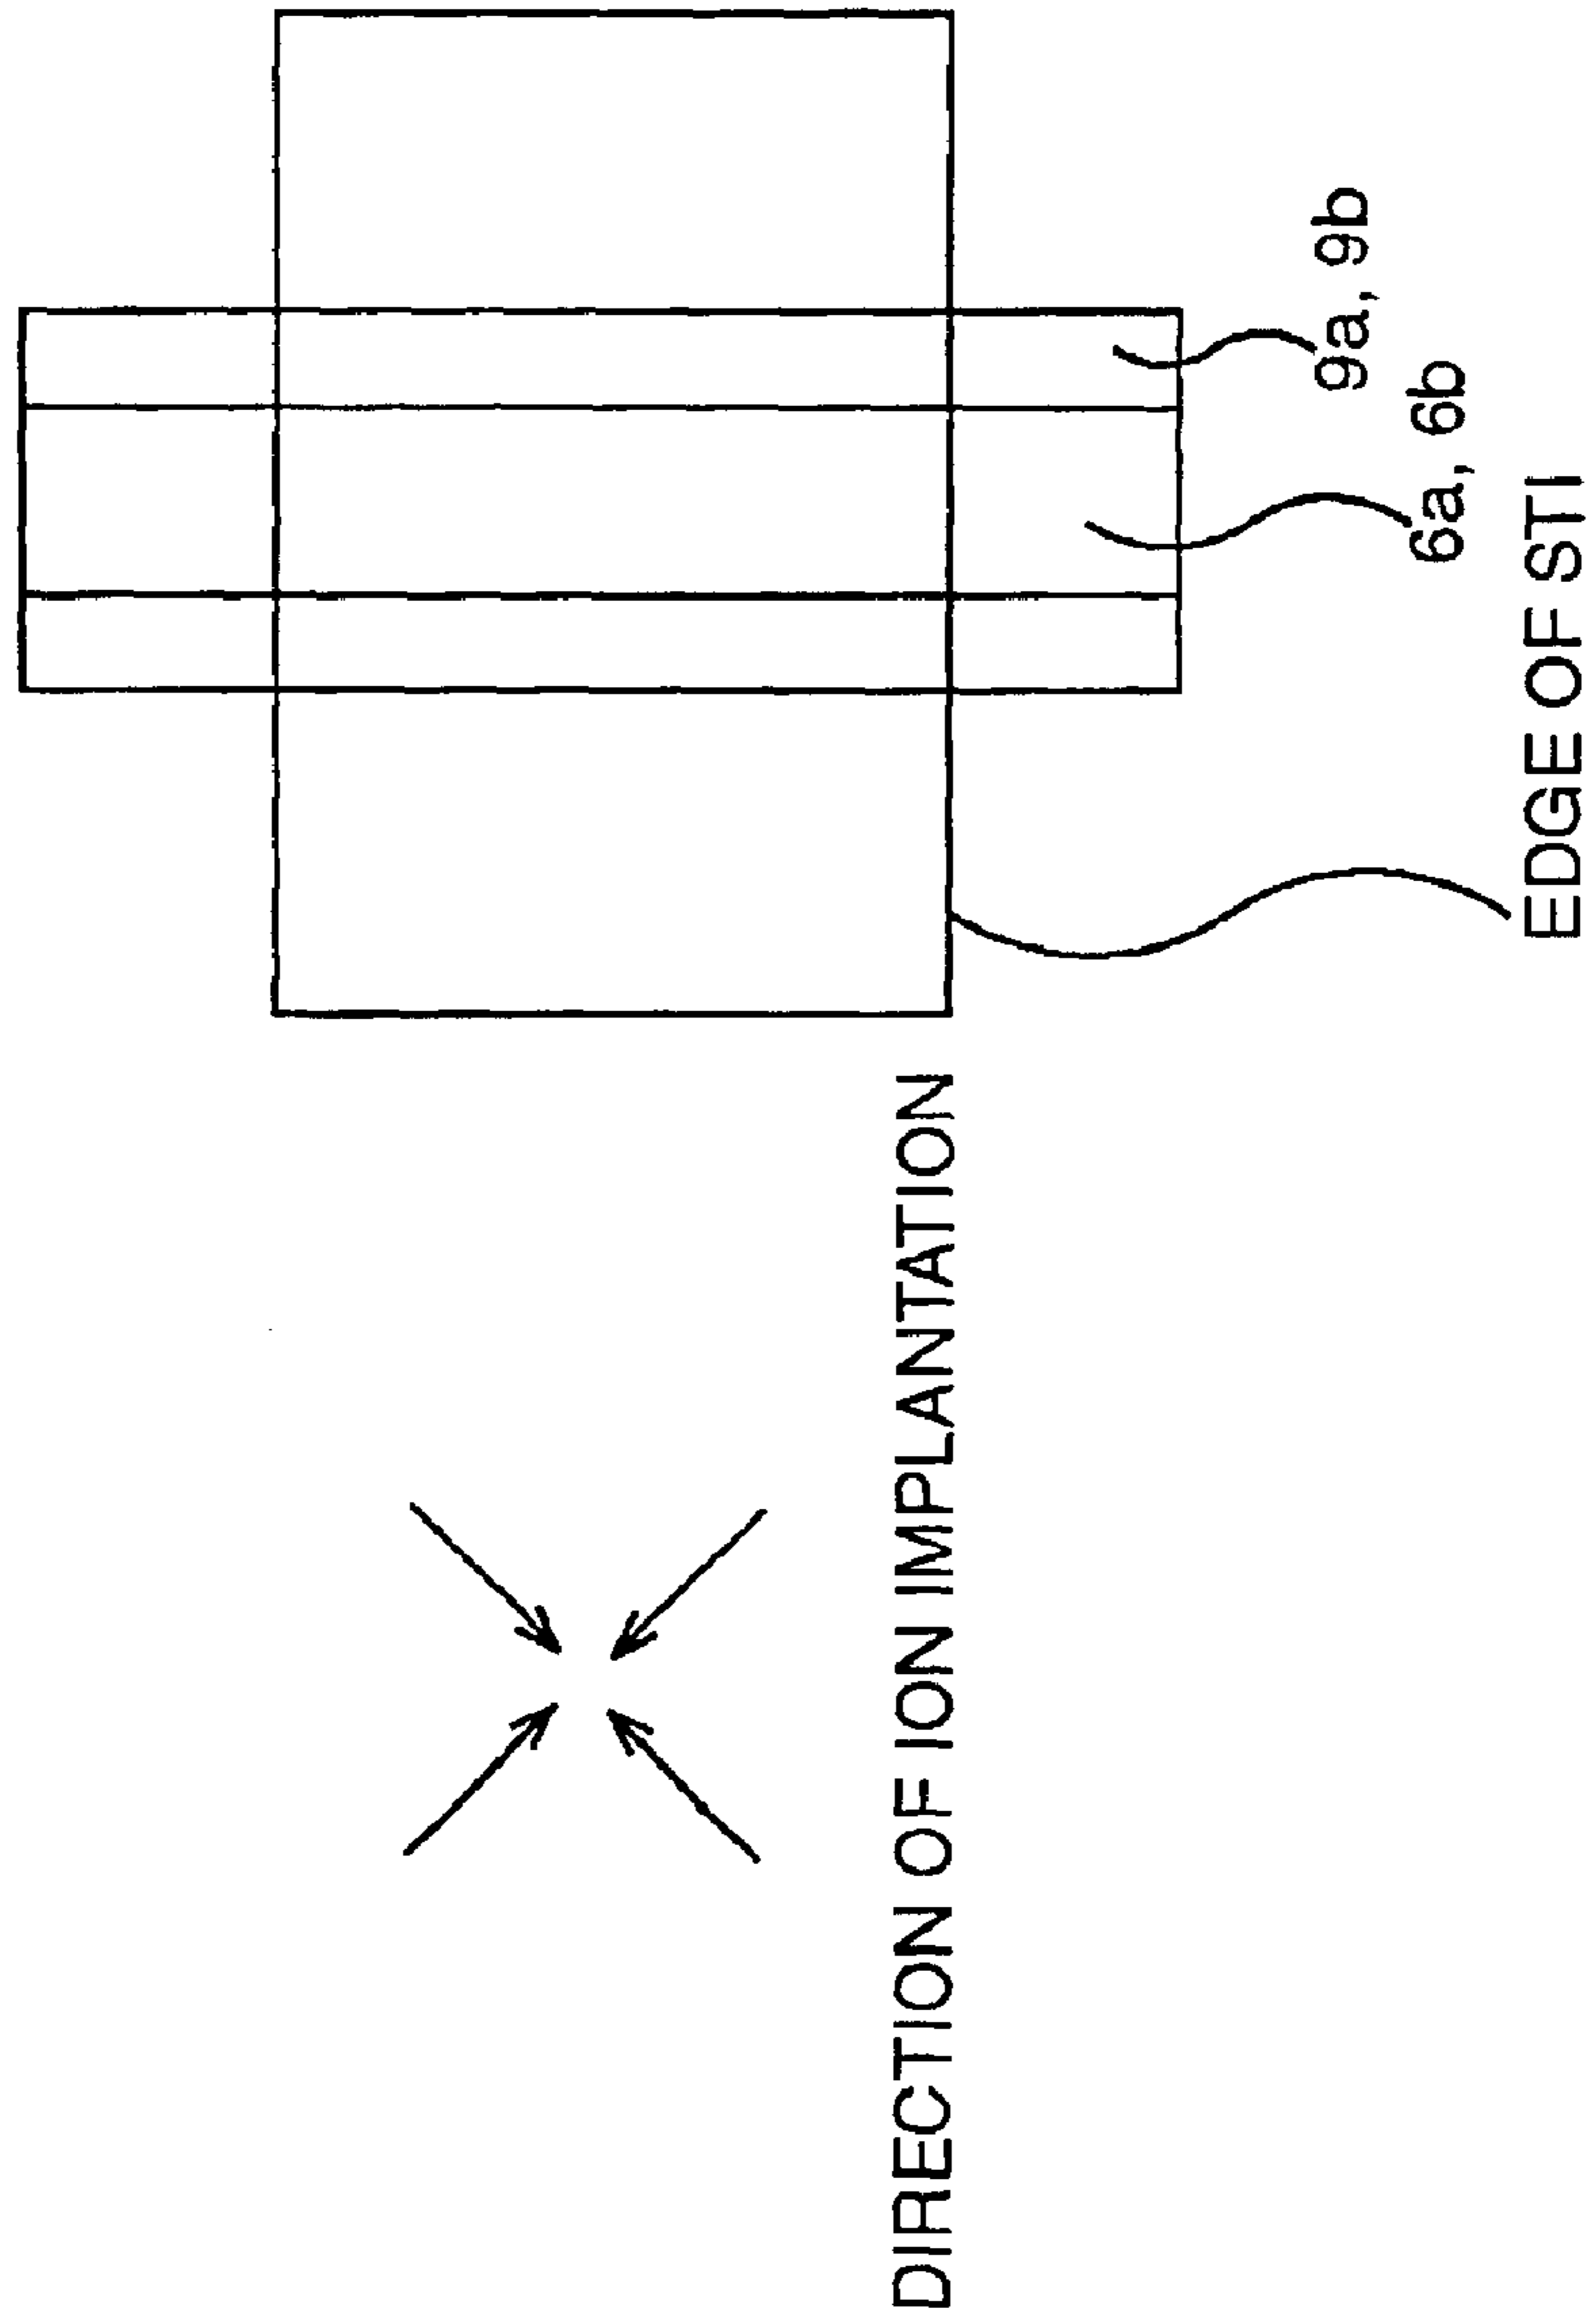 9a, 9b
6a, 6b
EDGE OF STI
DIRECTION OF ION IMPLANTATION